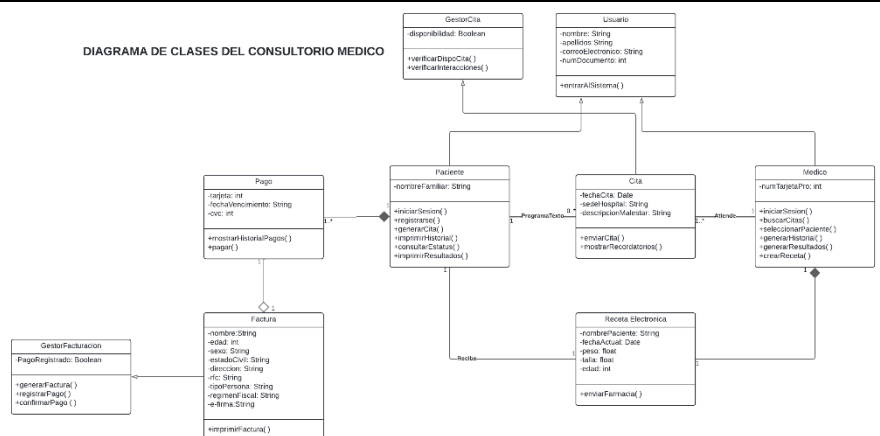 DIAGRAMA DE CLASES DEL CONSULTORIO MEDICO
GestorCita
-disponibilidad: Boolean
+verificarDispoCita( )
+verificarInteracciones( )
Usuario
-nombre: String
-apellidos String
-correoElectronico: String
-numDocumento: int
+entrarAlSistema( )
Pago
-tarjeta: int
-fechaVencimiento: String
-cvc: int
+mostrarHistorialPagos( )
+pagar( )
1..*
1
Paciente
-nombreFamiliar: String
+iniciarSesion( )
+registrarse( )
+generarCita( )
+imprimirHistorial( )
+consultarEstatus( )
+imprimirResultados( )
1
1
ProgramaTexto
0..*
Cita
-fechaCita: Date
-sedeHospital: String
-descripcionMalestar: String
+enviarCita( )
+mostrarRecordatorios( )
1..*
Atiende
1
Medico
-numTarjetaPro: int
+iniciarSesion( )
+buscarCitas( )
+seleccionarPaciente( )
+generarHistorial( )
+generarResultados( )
+crearReceta( )
1
1
1
Factura
-nombre:String
-edad: int
-sexo: String
-estadoCivil: String
-direccion: String
-rfc: String
-tipoPersona: String
-regimenFiscal: String
-e-firma:String
+imprimirFactura( )
GestorFacturacion
-PagoRegistrado: Boolean
+generarFactura( )
+registrarPago( )
+confirmarPago ( )
Recibe
1
Receta Electronica
-nombrePaciente: String
-fechaActual: Date
-peso: float
-talla: float
-edad: int
+enviarFarmacia( )
1